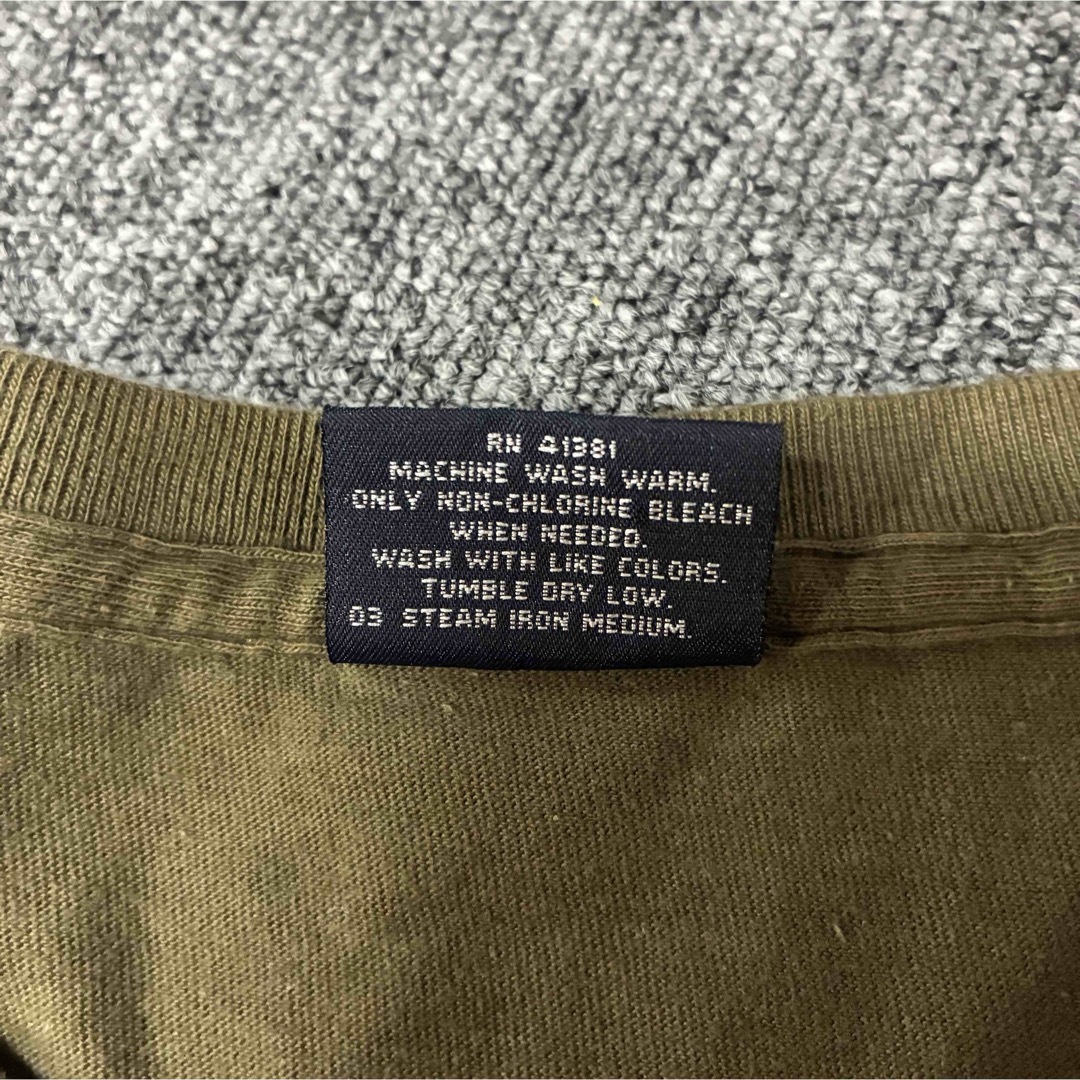 RN 41381
MACHINE WASH WARM.
ONLY NON-CHLORINE BLEACH
WHEN NEEDED.
WASH WITH LIKE COLORS.
TUMBLE DRY LOW.
03 STEAM IRON MEDIUM.